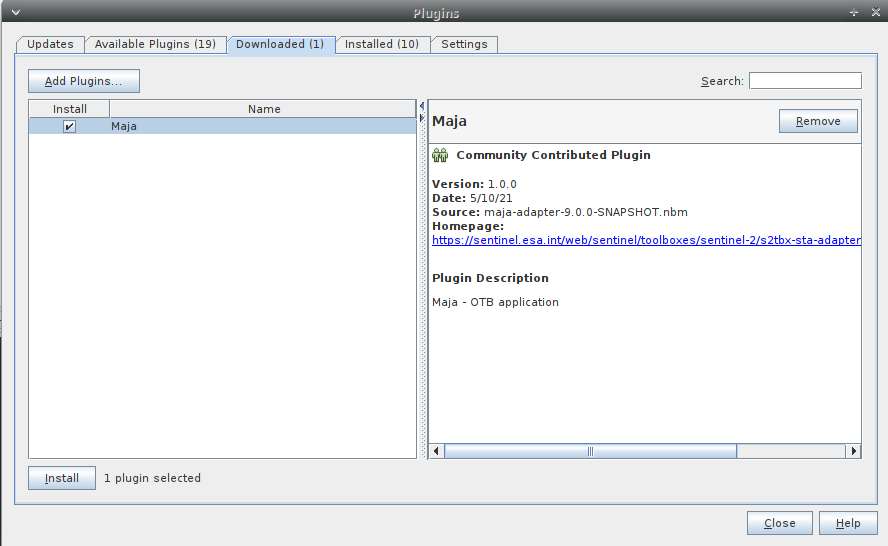 Plugins
Updates Available Plugins (19) Downloaded (1) Installed (10) Settings
Add Plugins... Search:
Install Name
Maja
Maja Remove
Community Contributed Plugin
Version: 1.0.0
Date: 5/10/21
Source: maja-adapter-9.0.0-SNAPSHOT.nbm
Homepage:
https://sentinel.esa.int/web/sentinel/toolboxes/sentinel-2/s2tbx-sta-adapter
Plugin Description
Maja - OTB application
Install 1 plugin selected
Close Help